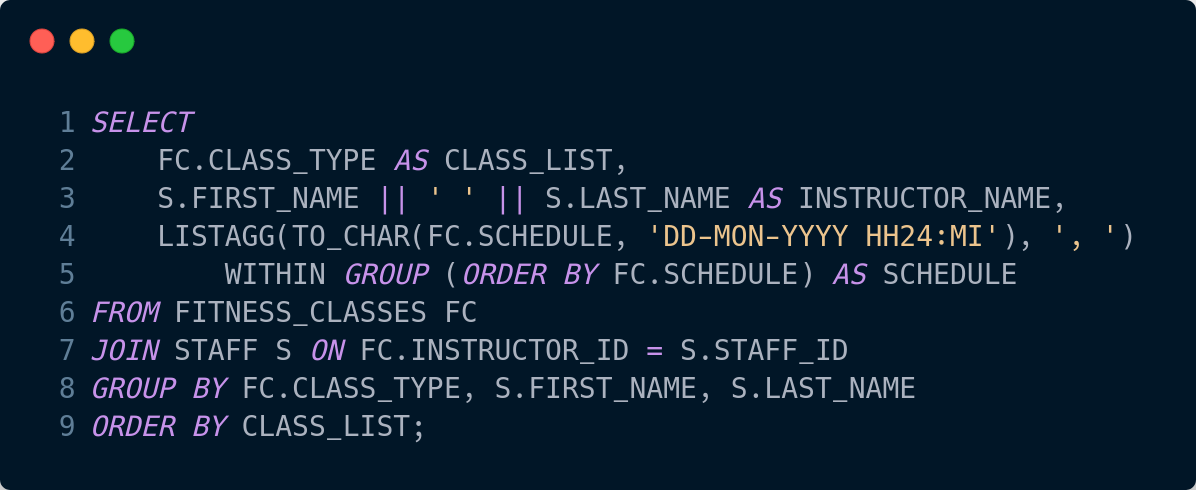 1 SELECT
2     FC.CLASS_TYPE AS CLASS_LIST,
3     S.FIRST_NAME || ' ' || S.LAST_NAME AS INSTRUCTOR_NAME,
4     LISTAGG(TO_CHAR(FC.SCHEDULE, 'DD-MON-YYYY HH24:MI'), ', ')
5         WITHIN GROUP (ORDER BY FC.SCHEDULE) AS SCHEDULE
6 FROM FITNESS_CLASSES FC
7 JOIN STAFF S ON FC.INSTRUCTOR_ID = S.STAFF_ID
8 GROUP BY FC.CLASS_TYPE, S.FIRST_NAME, S.LAST_NAME
9 ORDER BY CLASS_LIST;